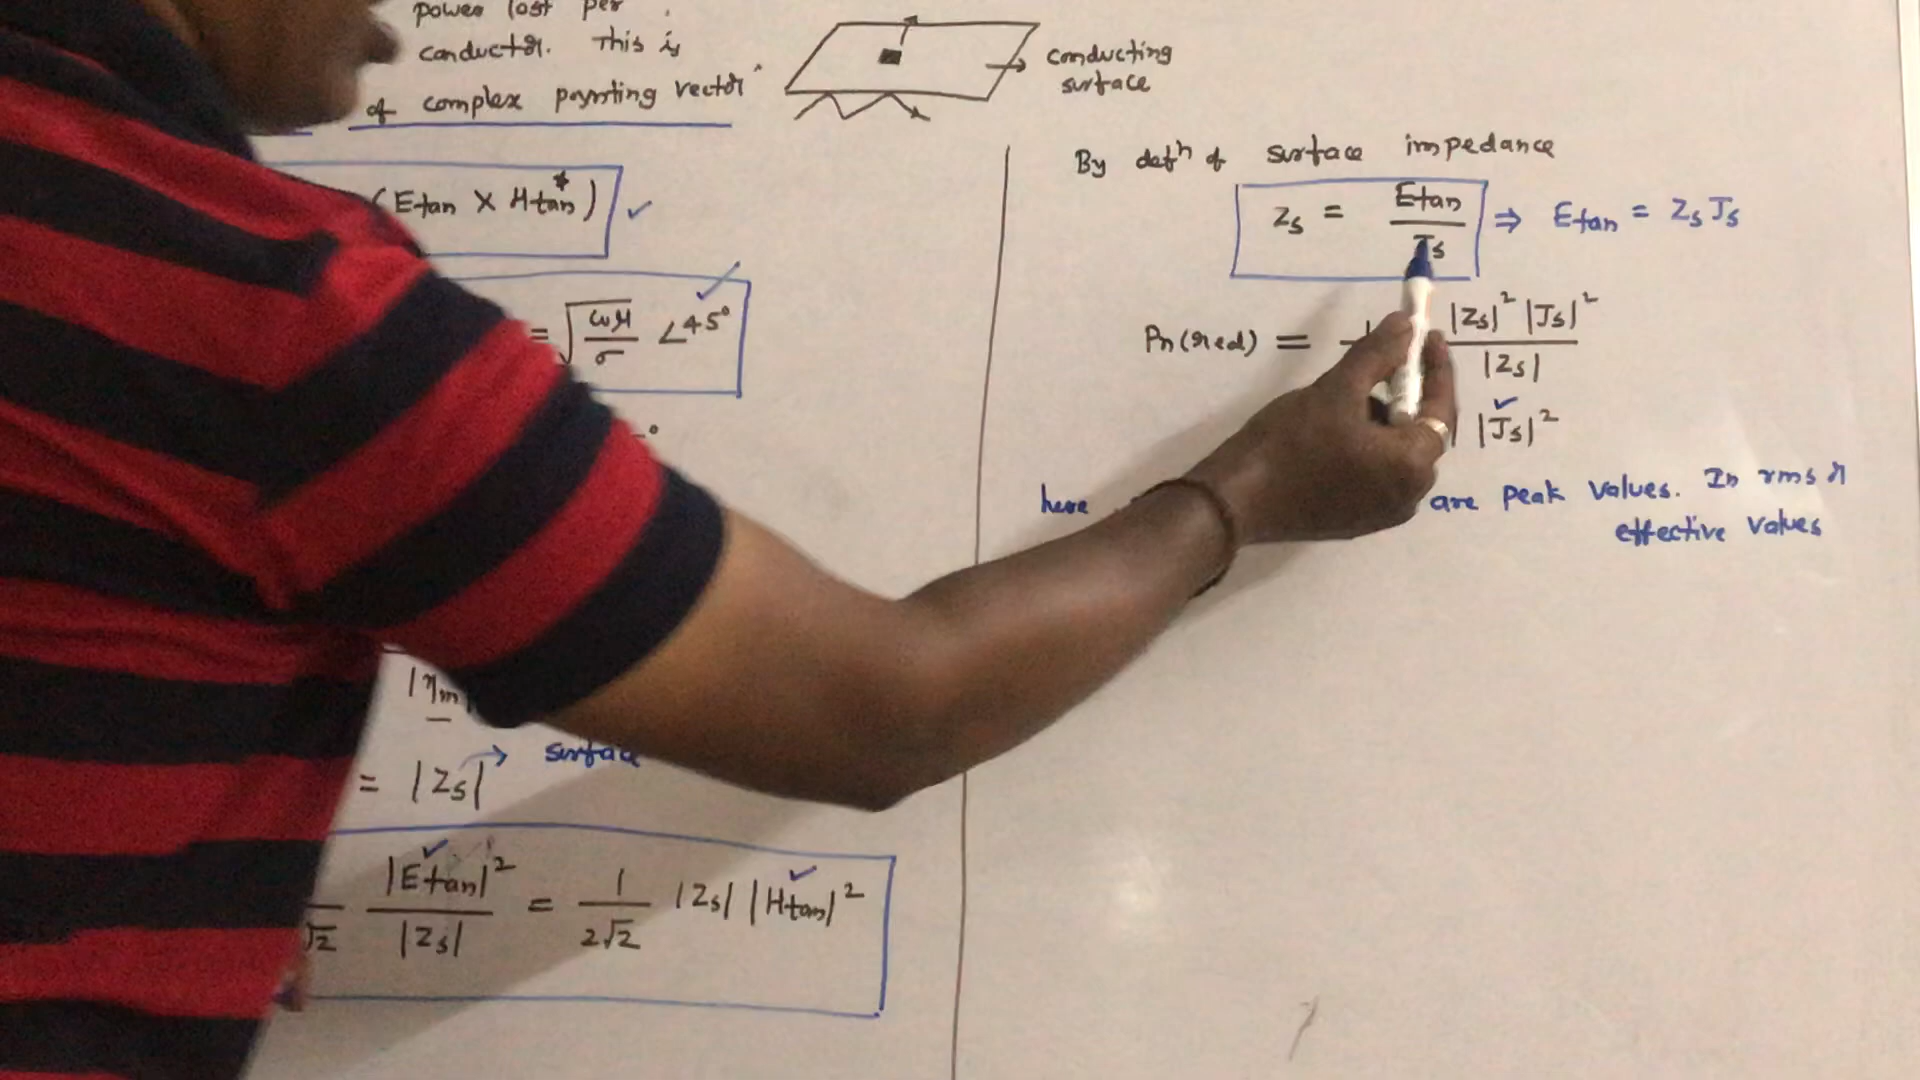 power lost per
conductor. This is
of complex poynting vector"
conducting
surface
(Etan X Htan*) ✓
= √(ωμ/σ) ∠45°
|ηm
= |Zs| → surface
√2 |Etan|²/|Zs| = 1/2√2 |Zs| |Htan|²
By defⁿ of surface impedance
Zs = Etan/Js ⇒ Etan = Zs Js
Pn(real) = |Zs|² |Js|²/|Zs|
|Js|²
here are peak values. In rms or
effective values